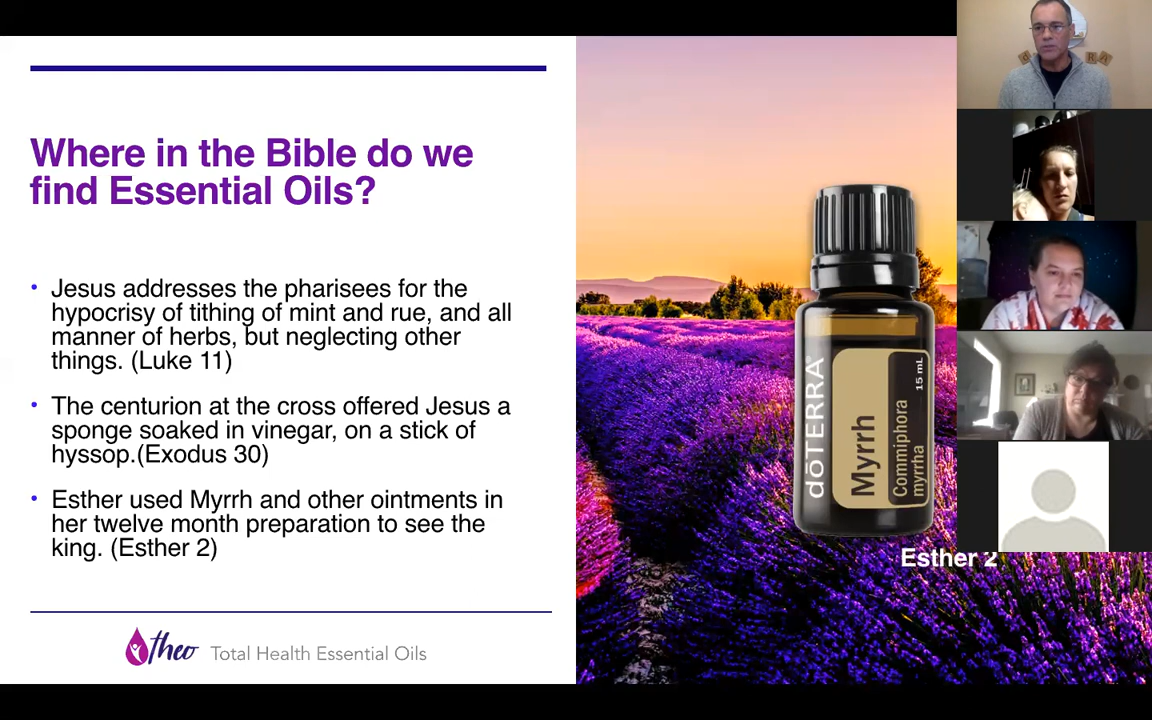 Where in the Bible do we
find Essential Oils?
• Jesus addresses the pharisees for the
hypocrisy of tithing of mint and rue, and all
manner of herbs, but neglecting other
things. (Luke 11)
• The centurion at the cross offered Jesus a
sponge soaked in vinegar, on a stick of
hyssop.(Exodus 30)
• Esther used Myrrh and other ointments in
her twelve month preparation to see the
king. (Esther 2)
theo Total Health Essential Oils
dōTERRA®
Myrrh
Commiphora
myrrha
15 mL
Esther 2